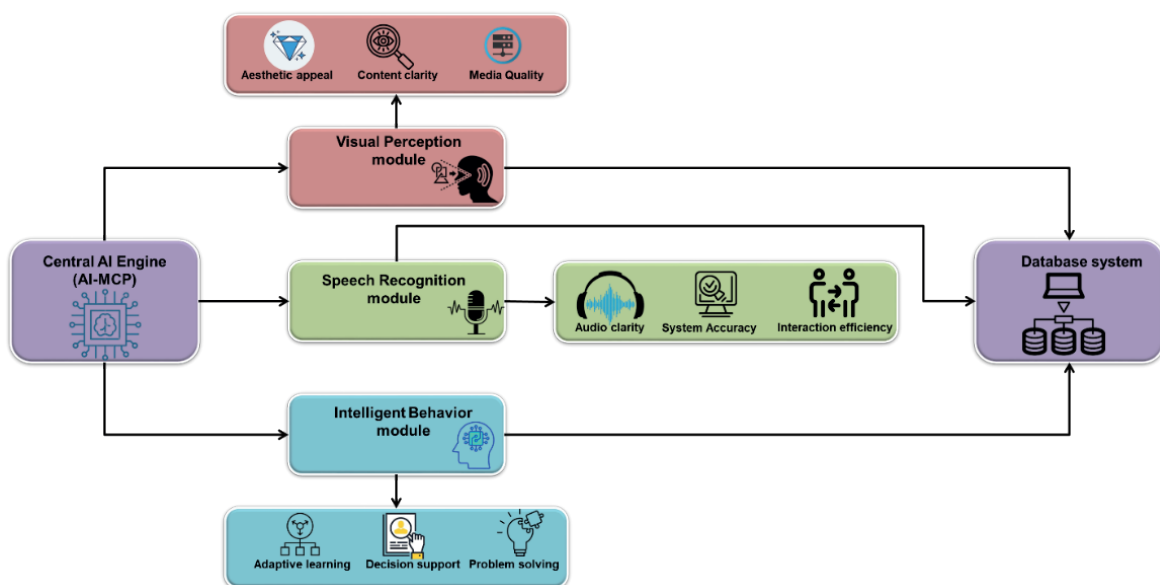 Aesthetic appeal
Content clarity
Media Quality
Visual Perception
module
Central AI Engine
(AI-MCP)
Speech Recognition
module
Audio clarity
System Accuracy
Interaction efficiency
Database system
Intelligent Behavior
module
Adaptive learning
Decision support
Problem solving